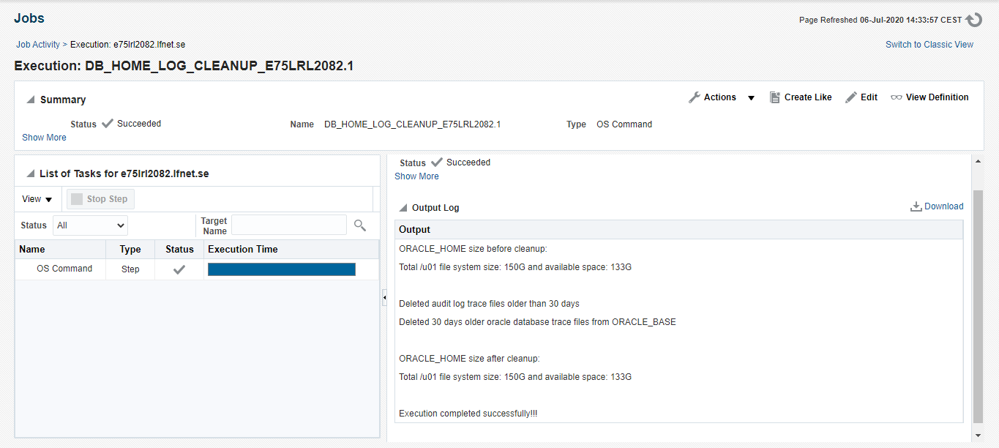 Jobs
Page Refreshed 06-Jul-2020 14:33:57 CEST
Job Activity > Execution: e75lrl2082.lfnet.se
Switch to Classic View
Execution: DB_HOME_LOG_CLEANUP_E75LRL2082.1
Summary
Actions
Create Like
Edit
View Definition
Status Succeeded
Name DB_HOME_LOG_CLEANUP_E75LRL2082.1
Type OS Command
Show More
List of Tasks for e75lrl2082.lfnet.se
View
Stop Step
Status All
Target
Name
Name Type Status Execution Time
OS Command Step
Status Succeeded
Show More
Output Log
Download
Output
ORACLE_HOME size before cleanup:
Total /u01 file system size: 150G and available space: 133G
Deleted audit log trace files older than 30 days
Deleted 30 days older oracle database trace files from ORACLE_BASE
ORACLE_HOME size after cleanup:
Total /u01 file system size: 150G and available space: 133G
Execution completed successfully!!!